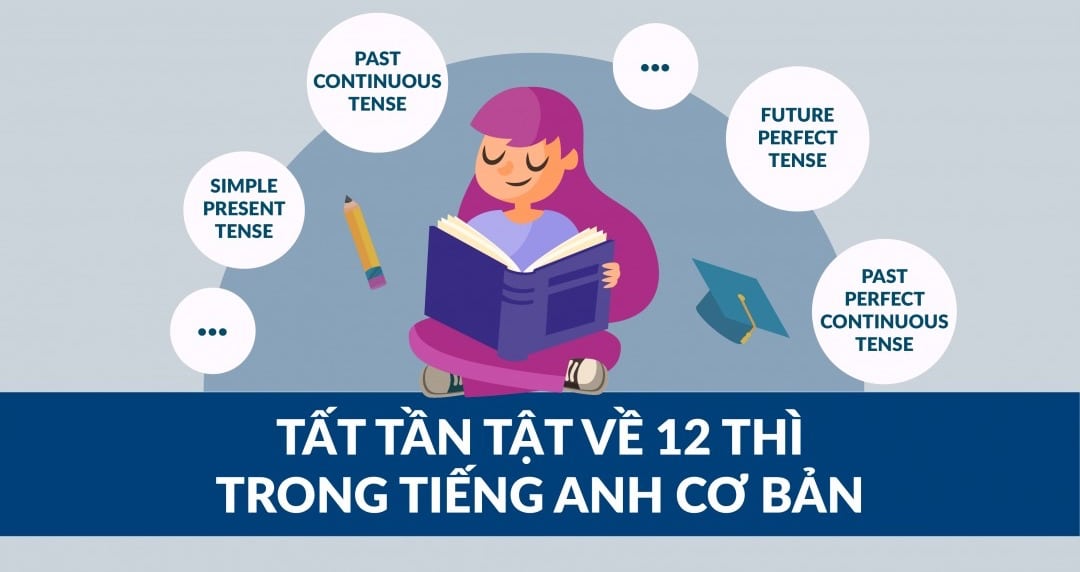 PAST
CONTINUOUS
TENSE
•••
FUTURE
PERFECT
TENSE
SIMPLE
PRESENT
TENSE
•••
PAST
PERFECT
CONTINUOUS
TENSE
TẤT TẦN TẬT VỀ 12 THÌ
TRONG TIẾNG ANH CƠ BẢN